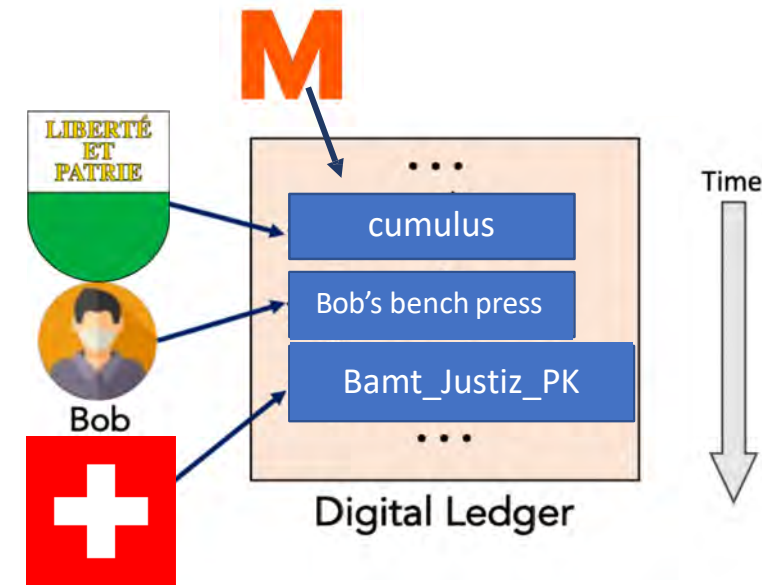 M
LIBERTÉ
ET
PATRIE
...
Time
cumulus
Bob’s bench press
Bamt_Justiz_PK
Bob
...
Digital Ledger